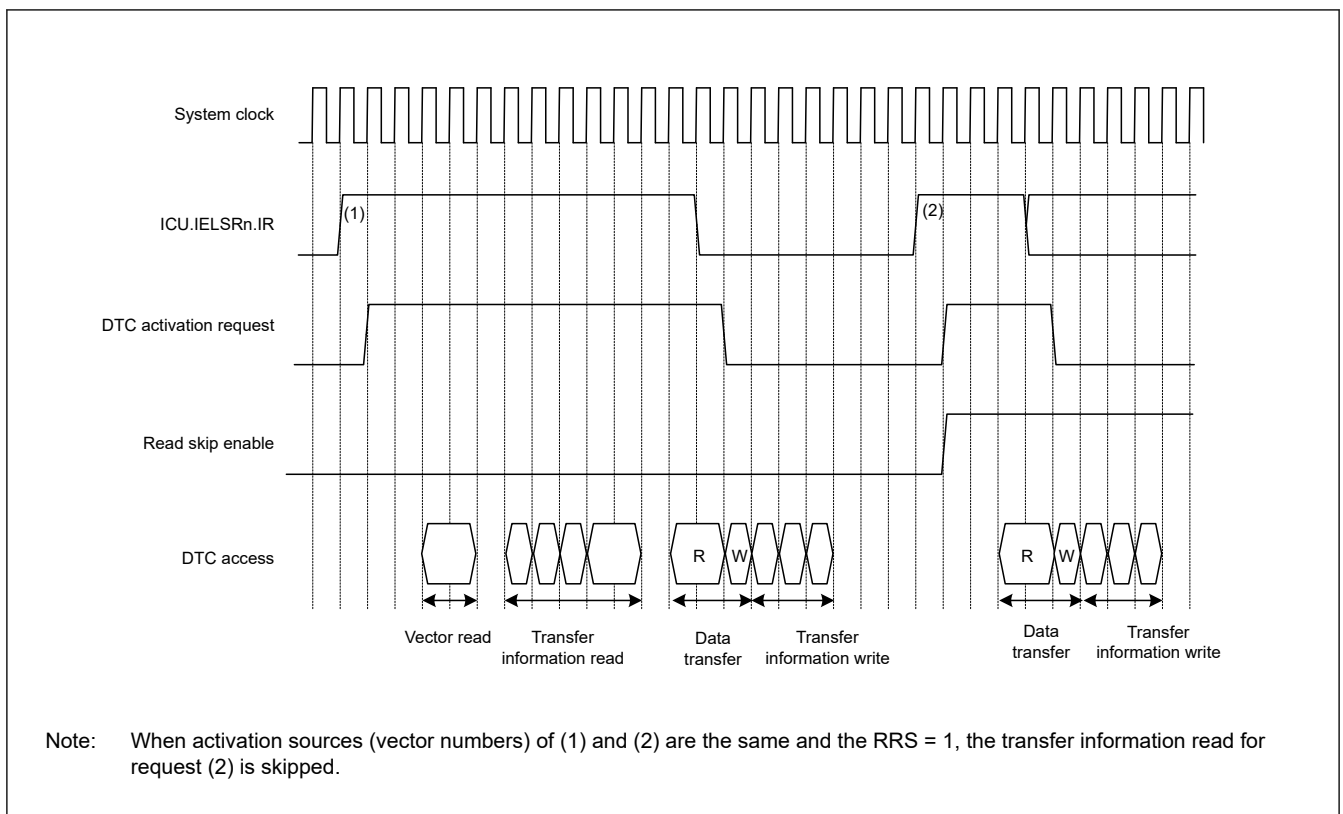 System clock
ICU.IELSRn.IR
(1)
(2)
DTC activation request
Read skip enable
DTC access
R
W
R
W
Vector read
Transfer
information read
Data
transfer
Transfer
information write
Data
transfer
Transfer
information write
Note: When activation sources (vector numbers) of (1) and (2) are the same and the RRS = 1, the transfer information read for
request (2) is skipped.